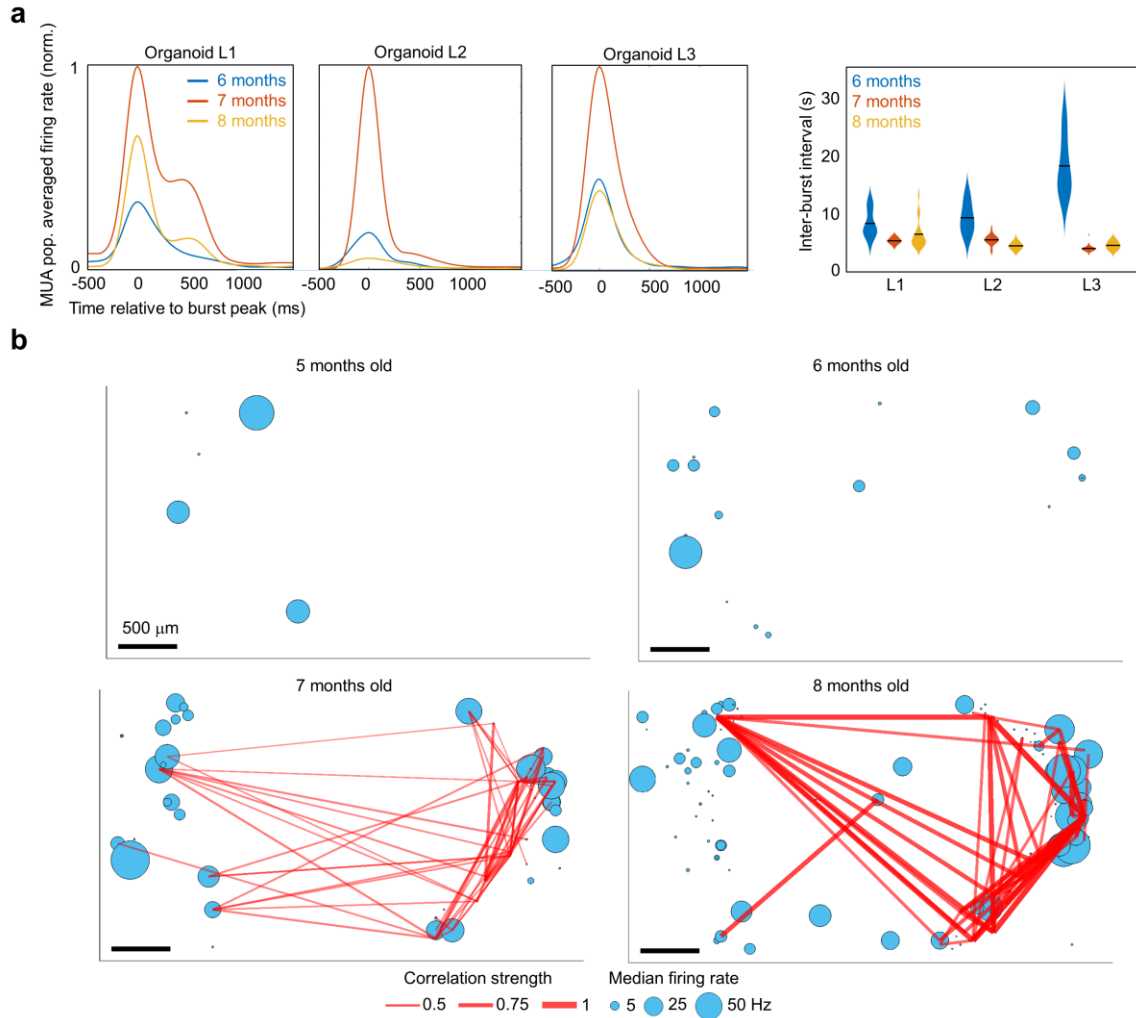 a
Organoid L1
Organoid L2
Organoid L3
MUA pop. averaged firing rate (norm.)
1
0
6 months
7 months
8 months
-500 0 500 1000
-500 0 500 1000
-500 0 500 1000
Time relative to burst peak (ms)
Inter-burst interval (s)
30
20
10
0
6 months
7 months
8 months
L1 L2 L3
b
5 months old
6 months old
500 μm
7 months old
8 months old
Correlation strength
0.5 0.75 1
Median firing rate
5 25 50 Hz